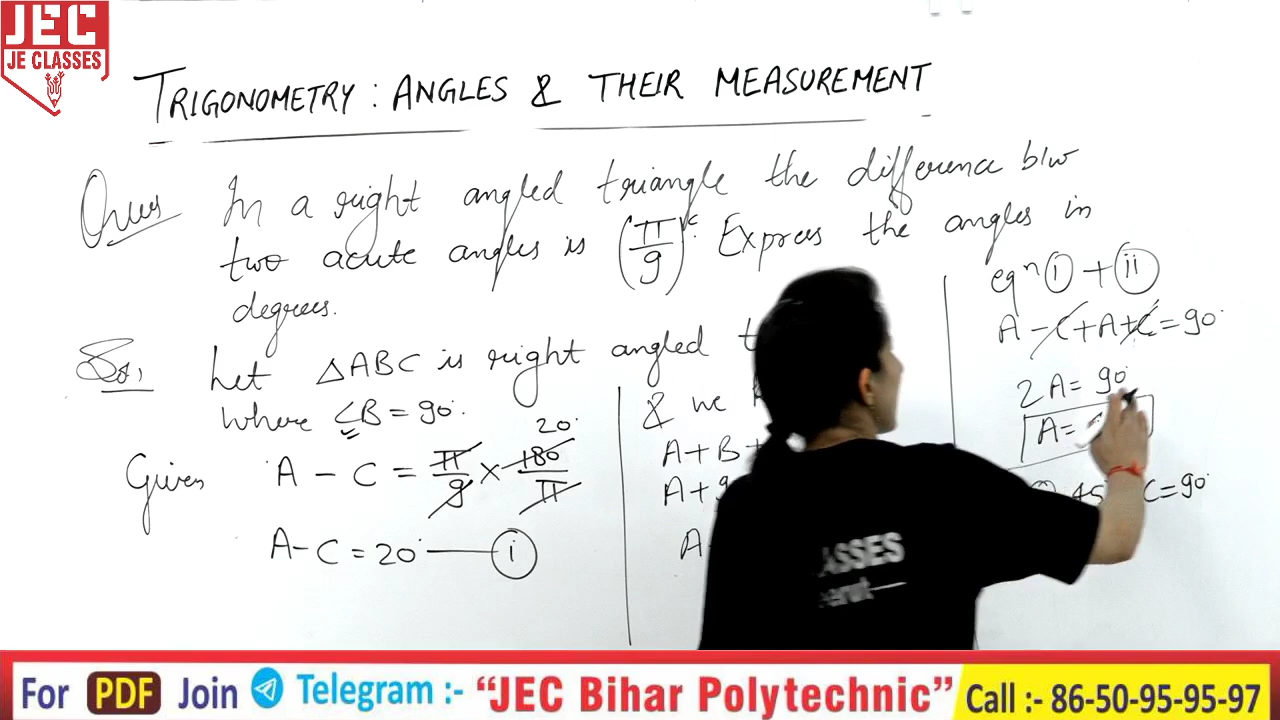 JEC
JE CLASSES
TRIGONOMETRY : ANGLES & THEIR MEASUREMENT
Ques In a right angled triangle the difference b/w
two acute angles is (π/9)ᶜ. Express the angles in
degrees.
Sol, Let △ABC is right angled
where ∠B = 90°.
Given A - C = π/9 × 180/π
20°
A - C = 20° — (i)
& we
A + B +
A + 9
A
eqⁿ (i) + (ii)
A - C + A + C = 90°
2A = 90°
A =
45 C = 90°
LASSES
erut
For PDF Join Telegram :- “JEC Bihar Polytechnic” Call :- 86-50-95-95-97